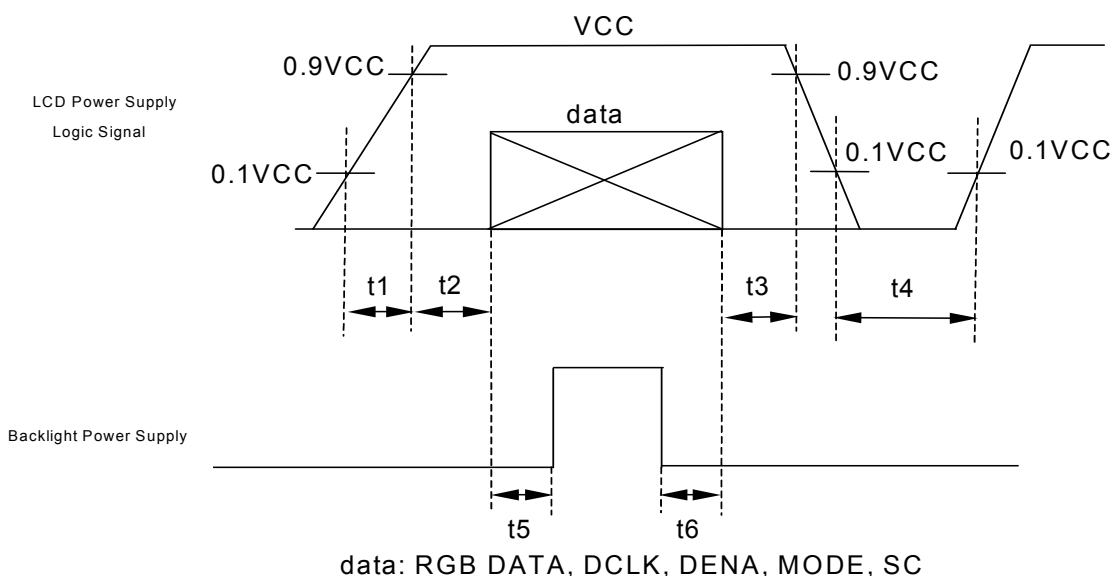 VCC
0.9VCC
0.9VCC
LCD Power Supply
Logic Signal
data
0.1VCC
0.1VCC
0.1VCC
t1
t2
t3
t4
Backlight Power Supply
t5
t6
data: RGB DATA, DCLK, DENA, MODE, SC